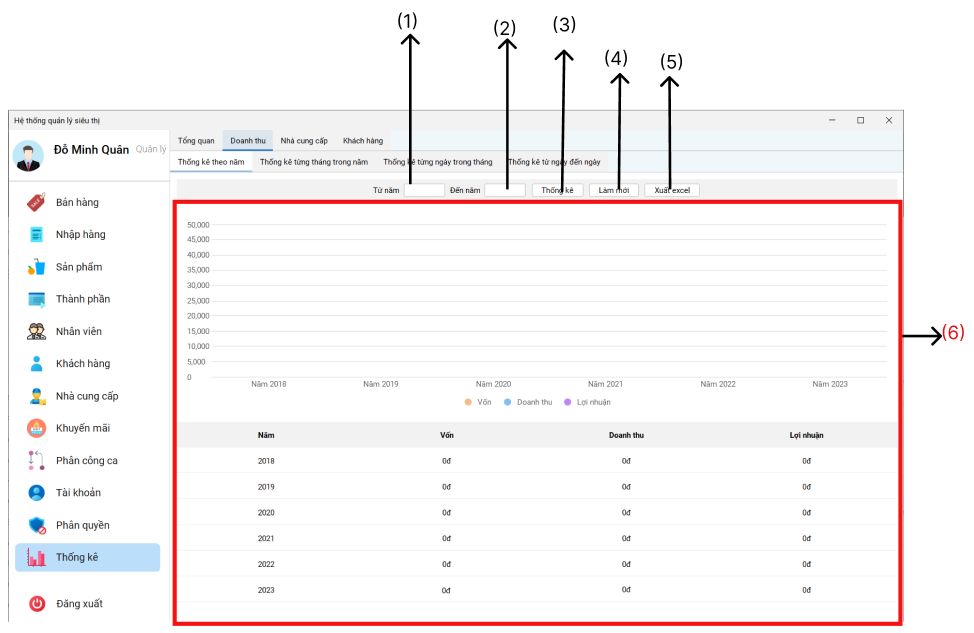 (1)
(2)
(3)
(4)
(5)
Hệ thống quản lý siêu thị
Đỗ Minh Quân Quản lý
Bán hàng
Nhập hàng
Sản phẩm
Thành phần
Nhân viên
Khách hàng
Nhà cung cấp
Khuyến mãi
Phân công ca
Tài khoản
Phân quyền
Thống kê
Đăng xuất
Tổng quan Doanh thu Nhà cung cấp Khách hàng
Thống kê theo năm Thống kê từng tháng trong năm Thống kê từng ngày trong tháng Thống kê từ ngày đến ngày
Từ năm Đến năm Thống kê Làm mới Xuất excel
50,000
45,000
40,000
35,000
30,000
25,000
20,000
15,000
10,000
5,000
0
Năm 2018 Năm 2019 Năm 2020 Năm 2021 Năm 2022 Năm 2023
Vốn Doanh thu Lợi nhuận
Năm Vốn Doanh thu Lợi nhuận
2018 0đ 0đ 0đ
2019 0đ 0đ 0đ
2020 0đ 0đ 0đ
2021 0đ 0đ 0đ
2022 0đ 0đ 0đ
2023 0đ 0đ 0đ
(6)